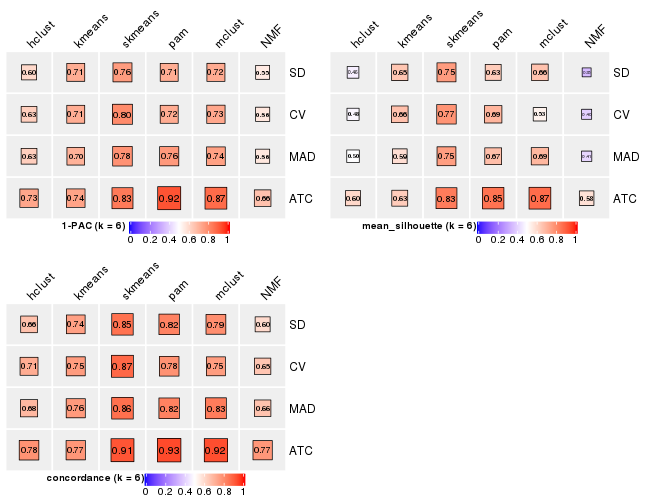 hclust kmeans skmeans pam mclust NMF
0.60 0.71 0.76 0.71 0.72 0.55 SD
0.63 0.71 0.80 0.72 0.73 0.56 CV
0.63 0.70 0.78 0.76 0.74 0.56 MAD
0.73 0.74 0.83 0.92 0.87 0.66 ATC
1-PAC (k = 6)
0 0.2 0.4 0.6 0.8 1
hclust kmeans skmeans pam mclust NMF
0.65 0.75 0.63 0.66 SD
0.48 0.66 0.77 0.69 0.53 CV
0.50 0.59 0.75 0.67 0.69 MAD
0.60 0.63 0.83 0.85 0.87 0.58 ATC
mean_silhouette (k = 6)
0 0.2 0.4 0.6 0.8 1
hclust kmeans skmeans pam mclust NMF
0.66 0.74 0.85 0.82 0.79 0.60 SD
0.71 0.75 0.87 0.78 0.75 0.65 CV
0.68 0.76 0.86 0.82 0.83 0.66 MAD
0.78 0.77 0.91 0.93 0.92 0.77 ATC
concordance (k = 6)
0 0.2 0.4 0.6 0.8 1